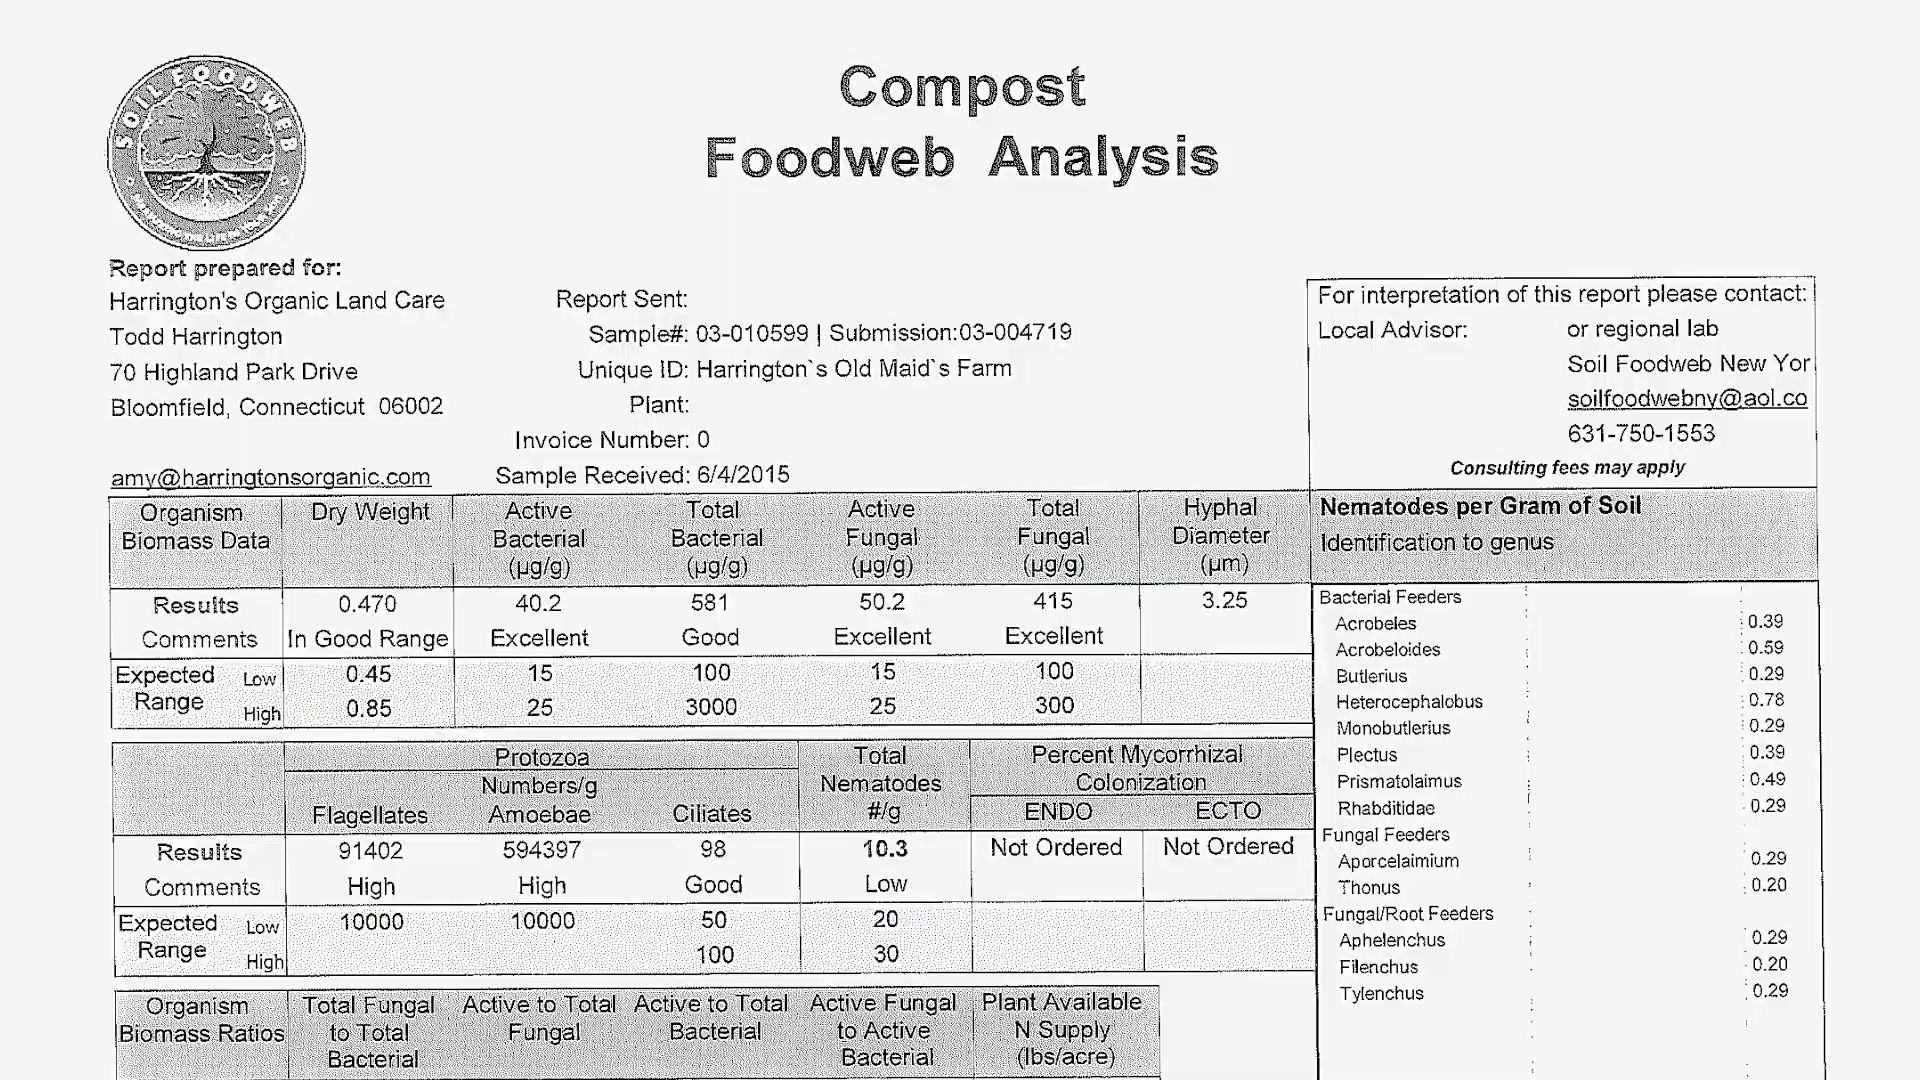 SOIL FOODWEB
Compost
Foodweb Analysis
Report prepared for:
Harrington's Organic Land Care
Todd Harrington
70 Highland Park Drive
Bloomfield, Connecticut 06002
amy@harringtonsorganic.com
Report Sent:
Sample#: 03-010599 | Submission:03-004719
Unique ID: Harrington`s Old Maid`s Farm
Plant:
Invoice Number: 0
Sample Received: 6/4/2015
For interpretation of this report please contact:
Local Advisor: or regional lab
Soil Foodweb New Yor
soilfoodwebny@aol.co
631-750-1553
Consulting fees may apply
Organism Biomass Data Dry Weight Active Bacterial (µg/g) Total Bacterial (µg/g) Active Fungal (µg/g) Total Fungal (µg/g) Hyphal Diameter (µm)
Results 0.470 40.2 581 50.2 415 3.25
Comments In Good Range Excellent Good Excellent Excellent
Expected Range Low 0.45 15 100 15 100
High 0.85 25 3000 25 300
Protozoa
Numbers/g
Flagellates Amoebae Ciliates
Total Nematodes #/g
Percent Mycorrhizal Colonization
ENDO ECTO
Results 91402 594397 98 10.3 Not Ordered Not Ordered
Comments High High Good Low
Expected Range Low 10000 10000 50 20
High 100 30
Organism Biomass Ratios Total Fungal to Total Bacterial Active to Total Fungal Active to Total Bacterial Active Fungal to Active Bacterial Plant Available N Supply (lbs/acre)
Nematodes per Gram of Soil
Identification to genus
Bacterial Feeders
Acrobeles 0.39
Acrobeloides 0.59
Butlerius 0.29
Heterocephalobus 0.78
Monobutlerius 0.29
Plectus 0.39
Prismatolaimus 0.49
Rhabditidae 0.29
Fungal Feeders
Aporcelaimium 0.29
Thonus 0.20
Fungal/Root Feeders
Aphelenchus 0.29
Filenchus 0.20
Tylenchus 0.29